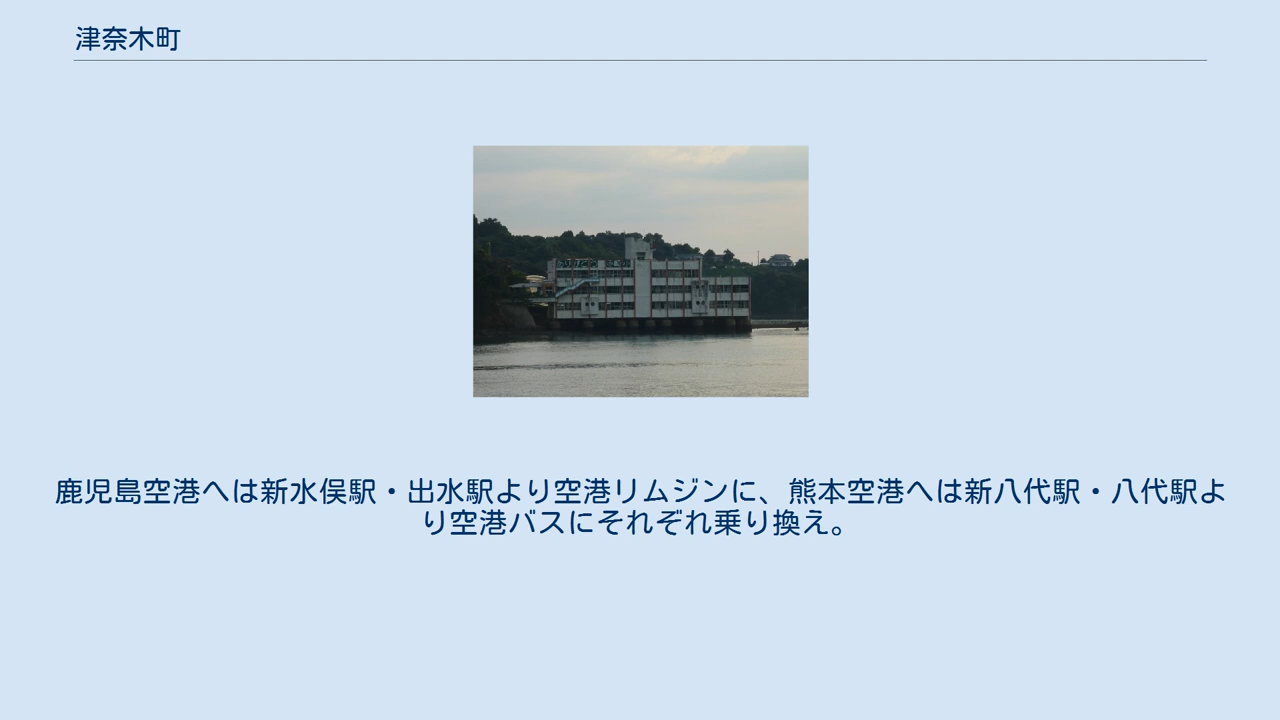 津奈木町
鹿児島空港へは新水俣駅・出水駅より空港リムジンに、熊本空港へは新八代駅・八代駅よ
り空港バスにそれぞれ乗り換え。